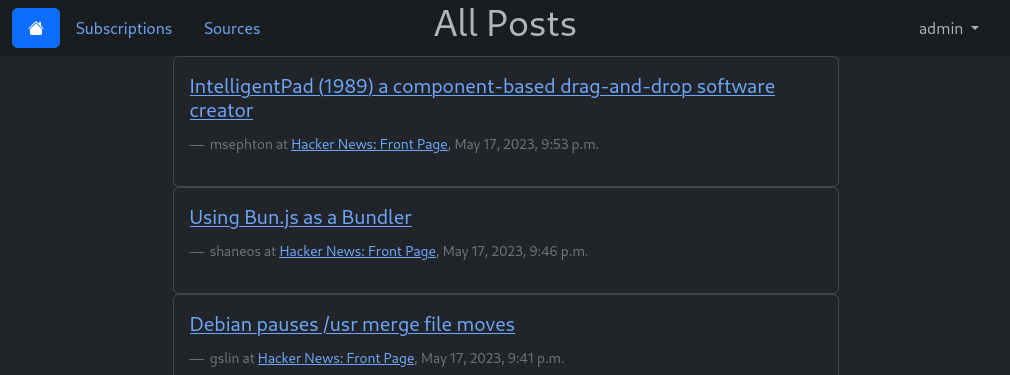 Subscriptions Sources All Posts admin
IntelligentPad (1989) a component-based drag-and-drop software
creator
— msephton at Hacker News: Front Page, May 17, 2023, 9:53 p.m.
Using Bun.js as a Bundler
— shaneos at Hacker News: Front Page, May 17, 2023, 9:46 p.m.
Debian pauses /usr merge file moves
— gslin at Hacker News: Front Page, May 17, 2023, 9:41 p.m.